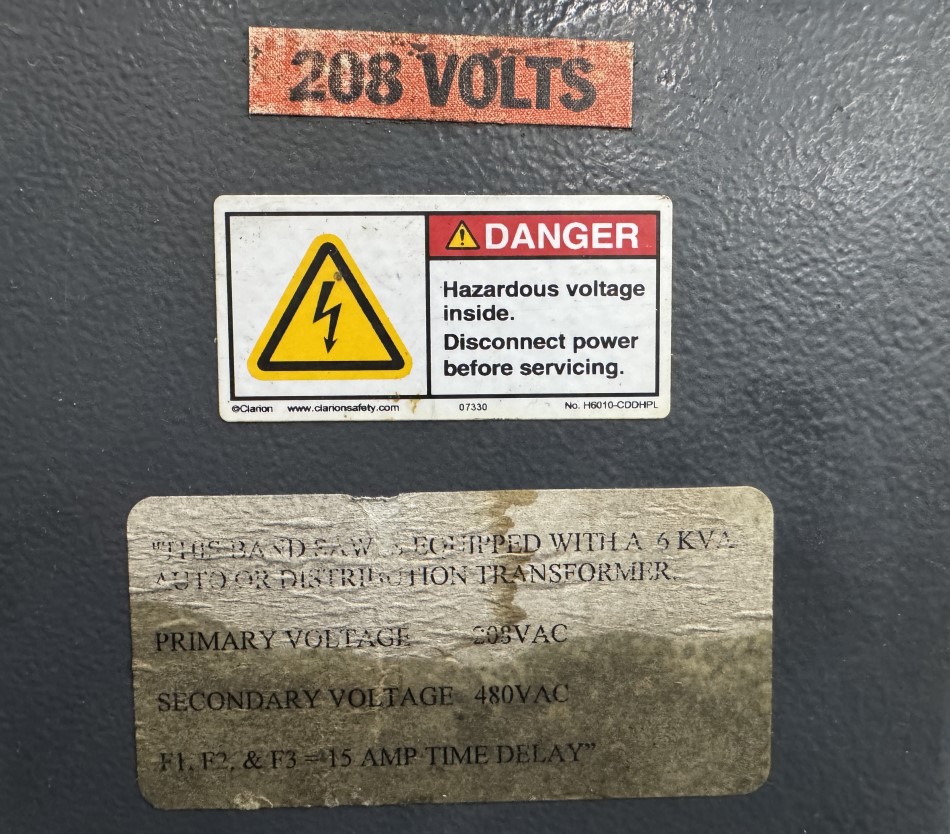 208 VOLTS
DANGER
Hazardous voltage
inside.
Disconnect power
before servicing.
©Clarion www.clarionsafety.com 07330 No. H6010-CDDHPL
"THIS BAND SAW IS EQUIPPED WITH A .6 KVA
AUTO OR DISTRIBUTION TRANSFORMER.
PRIMARY VOLTAGE 208VAC
SECONDARY VOLTAGE 480VAC
F1, F2, & F3 = 15 AMP TIME DELAY"